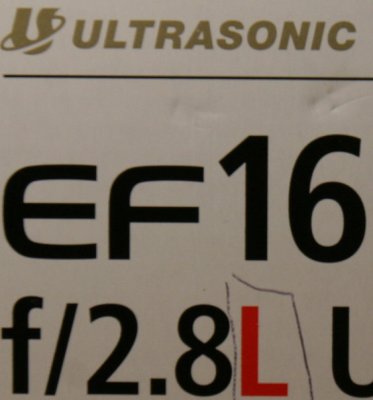 ULTRASONIC
EF16
f/2.8L U